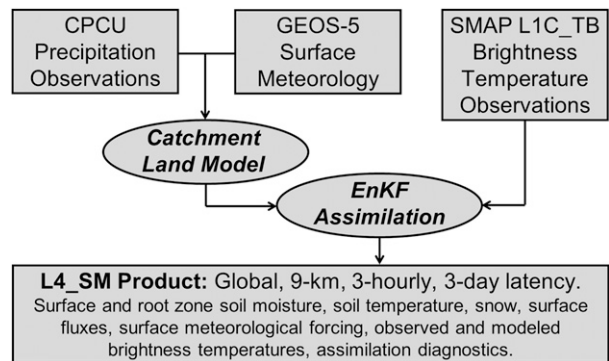 CPCU
Precipitation
Observations
GEOS-5
Surface
Meteorology
SMAP L1C_TB
Brightness
Temperature
Observations
Catchment
Land Model
EnKF
Assimilation
L4_SM Product: Global, 9-km, 3-hourly, 3-day latency.
Surface and root zone soil moisture, soil temperature, snow, surface
fluxes, surface meteorological forcing, observed and modeled
brightness temperatures, assimilation diagnostics.